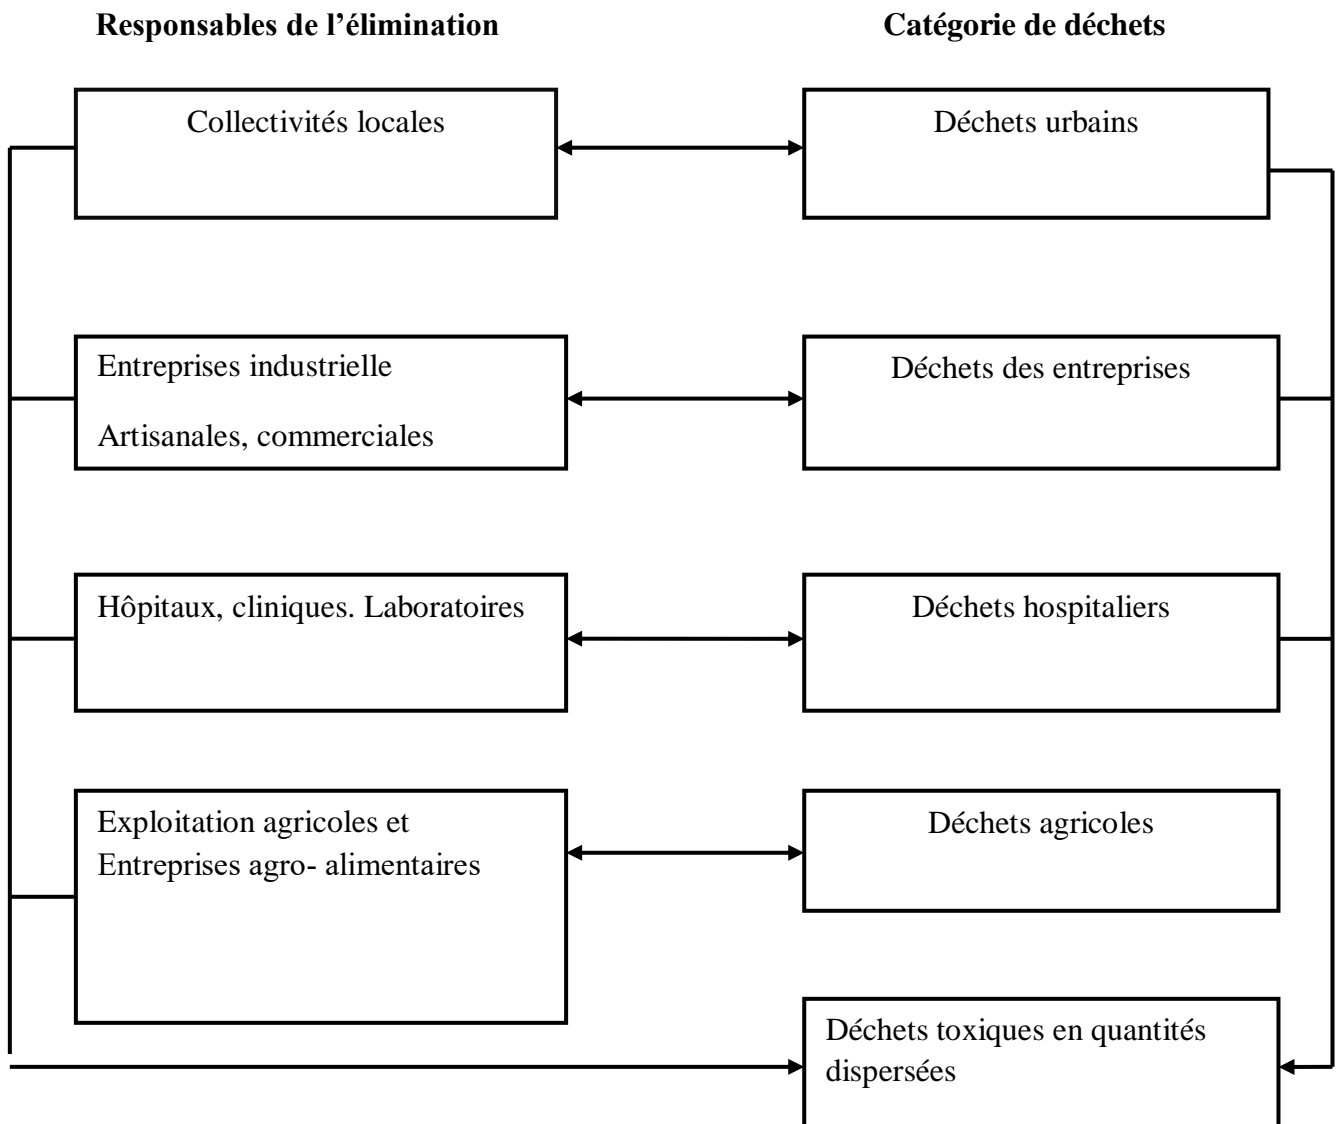 Responsables de l’élimination
Catégorie de déchets
Collectivités locales
Déchets urbains
Entreprises industrielle
Artisanales, commerciales
Déchets des entreprises
Hôpitaux, cliniques. Laboratoires
Déchets hospitaliers
Exploitation agricoles et
Entreprises agro- alimentaires
Déchets agricoles
Déchets toxiques en quantités
dispersées